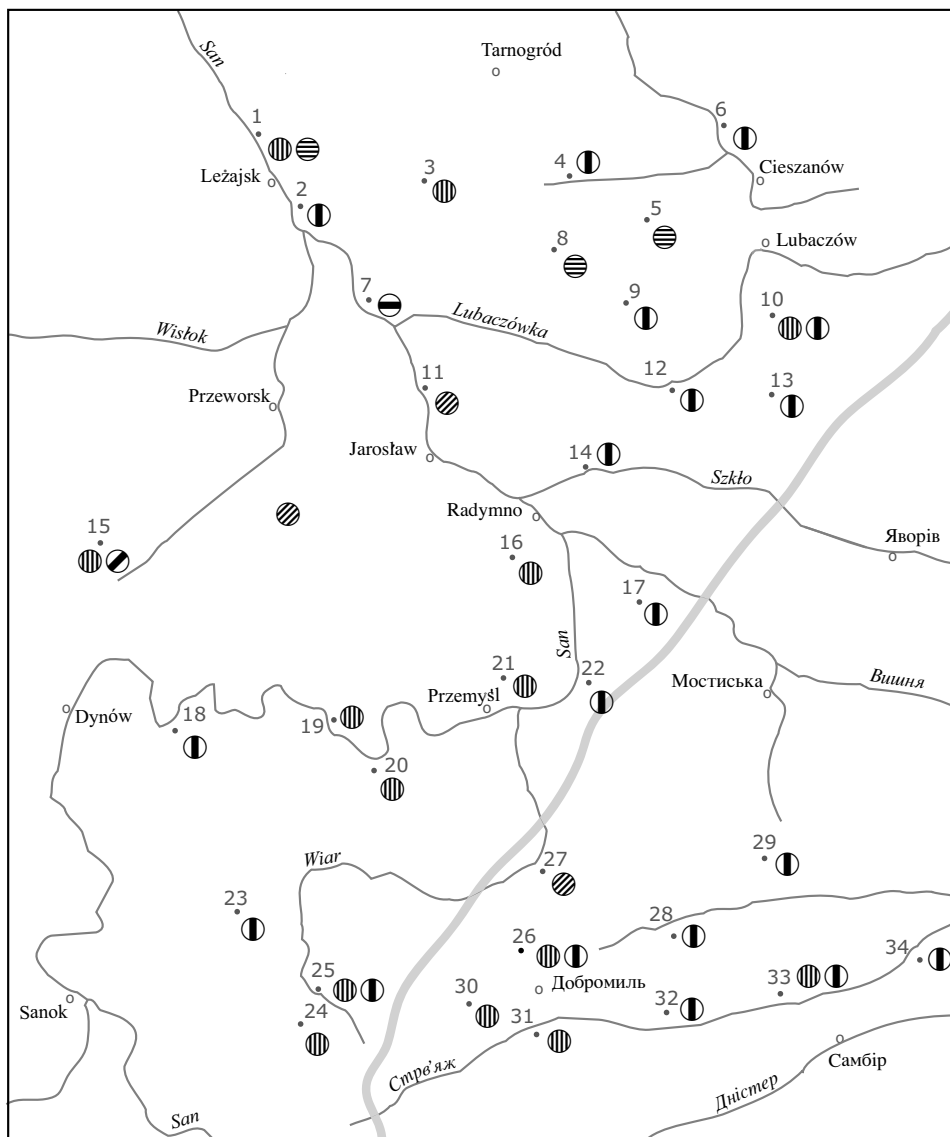 San
Tarnogród
1
6
3
4
Leżajsk
Cieszanów
2
5
8
Lubaczów
7
9
10
Lubaczówka
Wisłok
11
12
13
Przeworsk
Jarosław
14
Szkło
Radymno
15
16
Яворів
17
San
21
22
Мостиська
Вишня
Przemyśl
Dynów
18
19
20
Wiar
27
29
23
28
26
34
25
33
Добромиль
30
32
Sanok
24
31
Самбір
Стрв'яж
Дністер
San